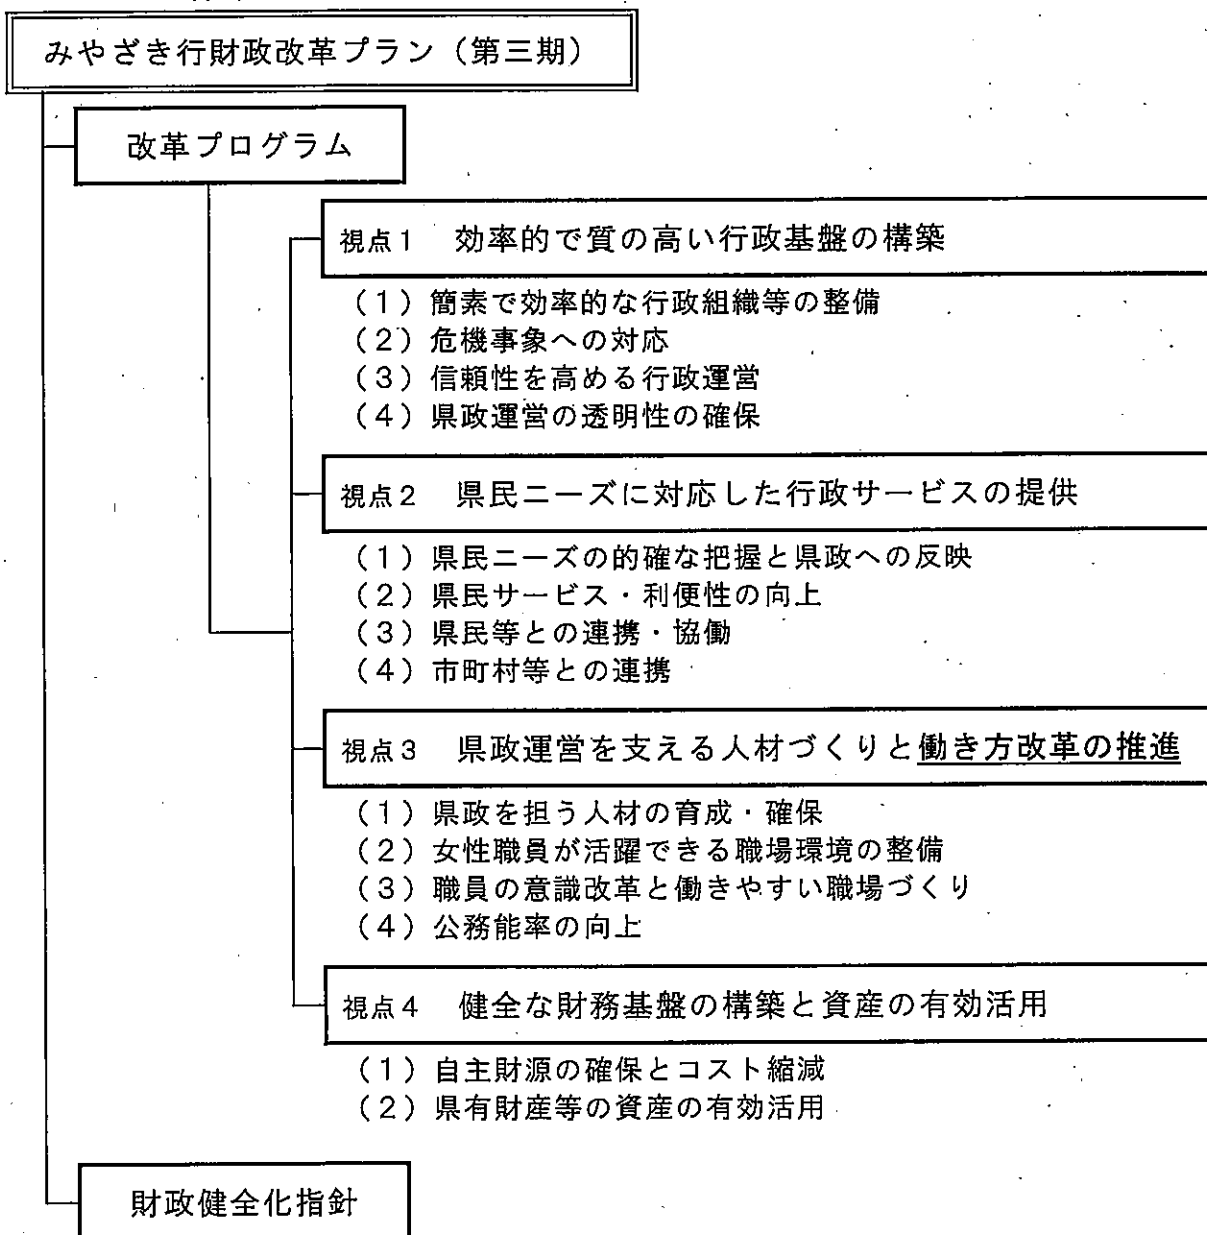 みやざき行財政改革プラン（第三期）
改革プログラム
視点１　効率的で質の高い行政基盤の構築
（１）簡素で効率的な行政組織等の整備
（２）危機事象への対応
（３）信頼性を高める行政運営
（４）県政運営の透明性の確保
視点２　県民ニーズに対応した行政サービスの提供
（１）県民ニーズの的確な把握と県政への反映
（２）県民サービス・利便性の向上
（３）県民等との連携・協働
（４）市町村等との連携
視点３　県政運営を支える人材づくりと働き方改革の推進
（１）県政を担う人材の育成・確保
（２）女性職員が活躍できる職場環境の整備
（３）職員の意識改革と働きやすい職場づくり
（４）公務能率の向上
視点４　健全な財務基盤の構築と資産の有効活用
（１）自主財源の確保とコスト縮減
（２）県有財産等の資産の有効活用
財政健全化指針